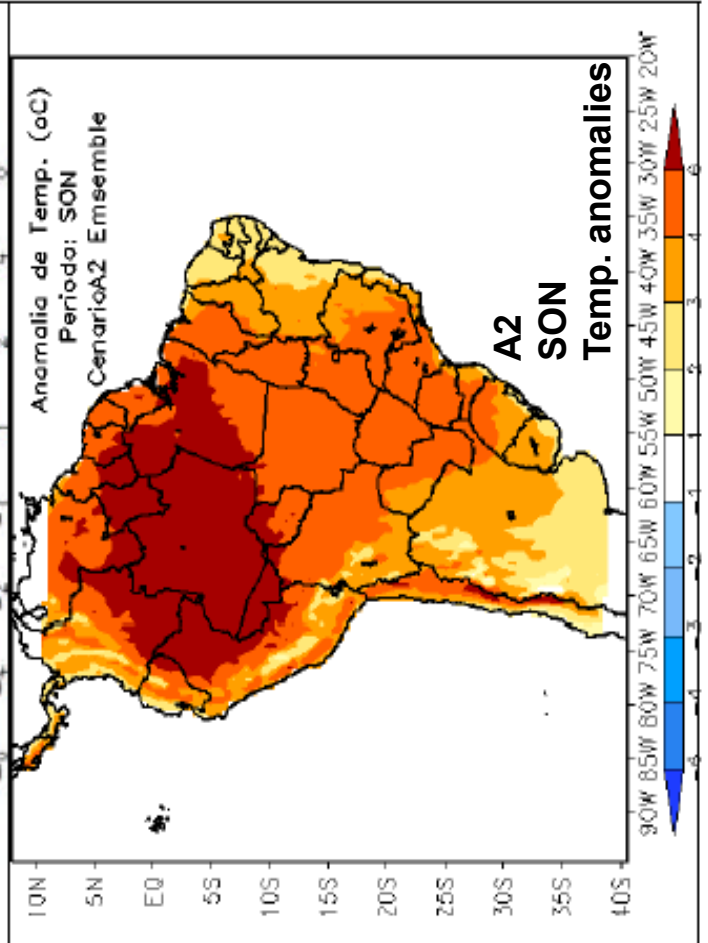 Anomalia de Temp. (oC)
Periodo: SON
CenarioA2 Emsemble
10N
5N
EQ
5S
10S
15S
20S
25S
30S
35S
40S
A2
SON
Temp. anomalies
90W 85W 80W 75W 70W 65W 60W 55W 50W 45W 40W 35W 30W 25W 20W
-6 -4 -3 -2 -1 1 2 3 4 6